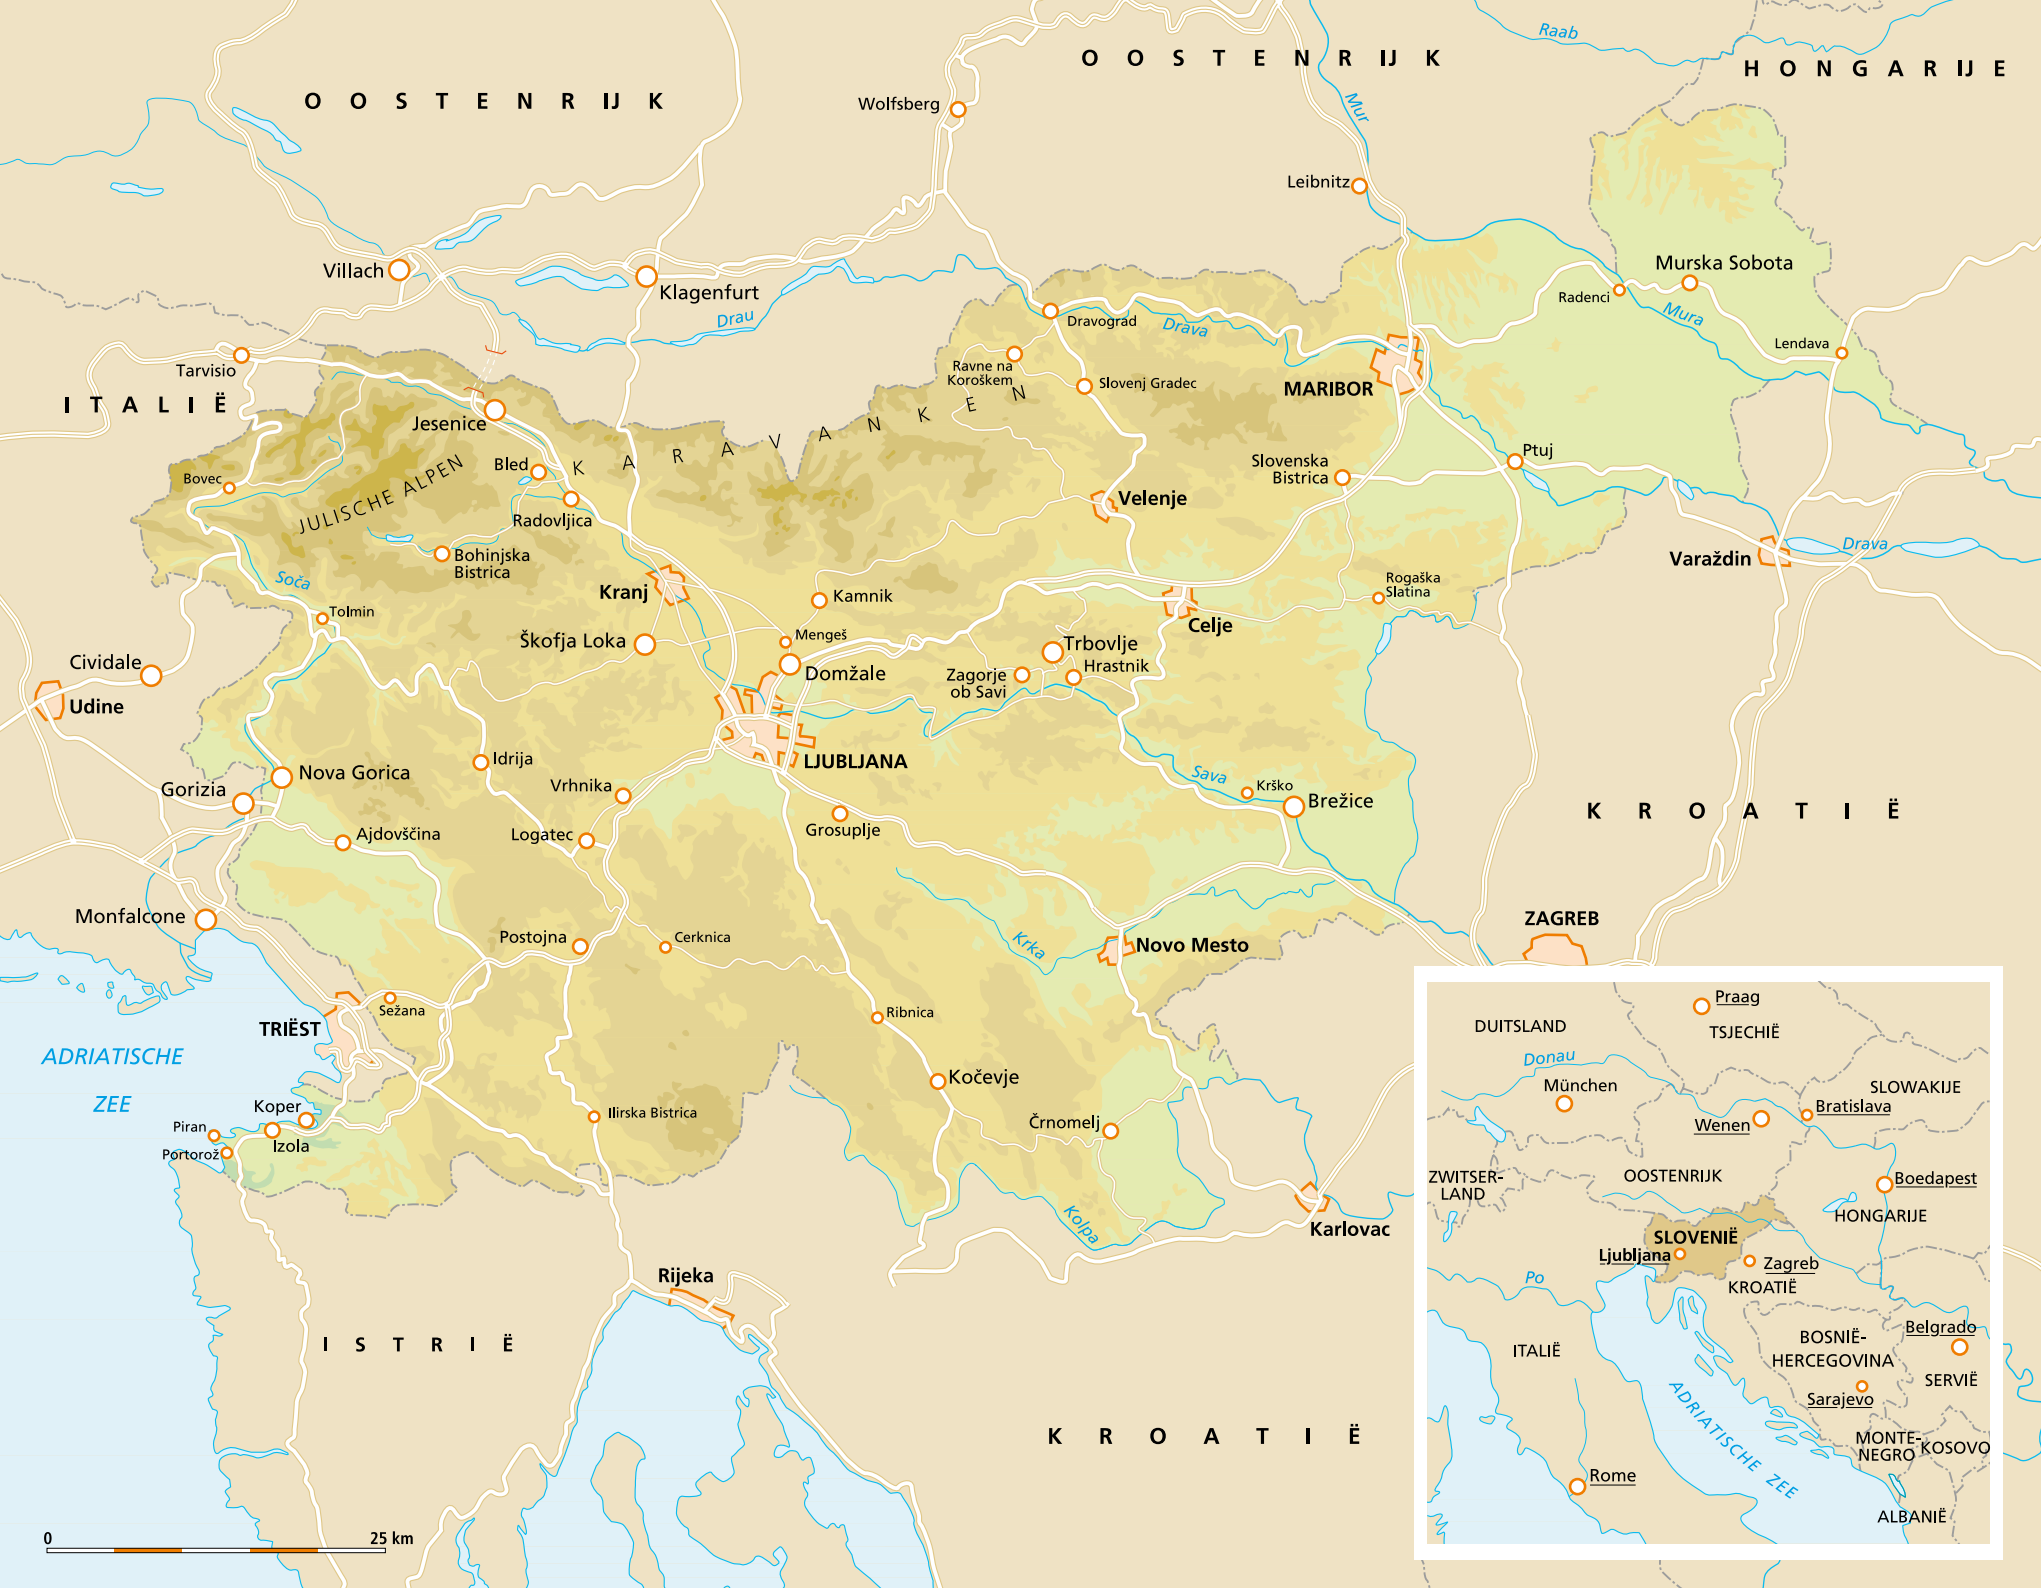 OOSTENRIJK
OOSTENRIJK
HONGARIJE
Raab
Mur
Wolfsberg
Leibnitz
Villach
Klagenfurt
Drau
Murska Sobota
Radenci
Mura
Lendava
Dravograd
Drava
Tarvisio
ITALIË
Ravne na
Koroškem
Slovenj Gradec
MARIBOR
Jesenice
KARAVANKEN
Bled
Bovec
JULISCHE ALPEN
Radovljica
Slovenska
Bistrica
Ptuj
Velenje
Bohinjska
Bistrica
Varaždin
Drava
Soča
Kranj
Kamnik
Rogaška
Slatina
Tolmin
Škofja Loka
Mengeš
Celje
Cividale
Domžale
Trbovlje
Zagorje
ob Savi
Hrastnik
Udine
Nova Gorica
Idrija
LJUBLJANA
Gorizia
Vrhnika
Sava
Krško
Brežice
KROATIË
Ajdovščina
Logatec
Grosuplje
Monfalcone
Postojna
Cerknica
Krka
Novo Mesto
ZAGREB
Sežana
TRIËST
Ribnica
ADRIATISCHE
ZEE
Kočevje
Koper
Piran
Izola
Portorož
Ilirska Bistrica
Črnomelj
Kolpa
Karlovac
Rijeka
ISTRIË
KROATIË
0 25 km
Praag
DUITSLAND
TSJECHIË
Donau
München
SLOWAKIJE
Bratislava
Wenen
ZWITSER-
LAND
OOSTENRIJK
Boedapest
HONGARIJE
SLOVENIË
Ljubljana
Zagreb
KROATIË
Po
ITALIË
BOSNIË-
HERCEGOVINA
Belgrado
SERVIË
Sarajevo
ADRIATISCHE ZEE
MONTE-
NEGRO
KOSOVO
Rome
ALBANIË